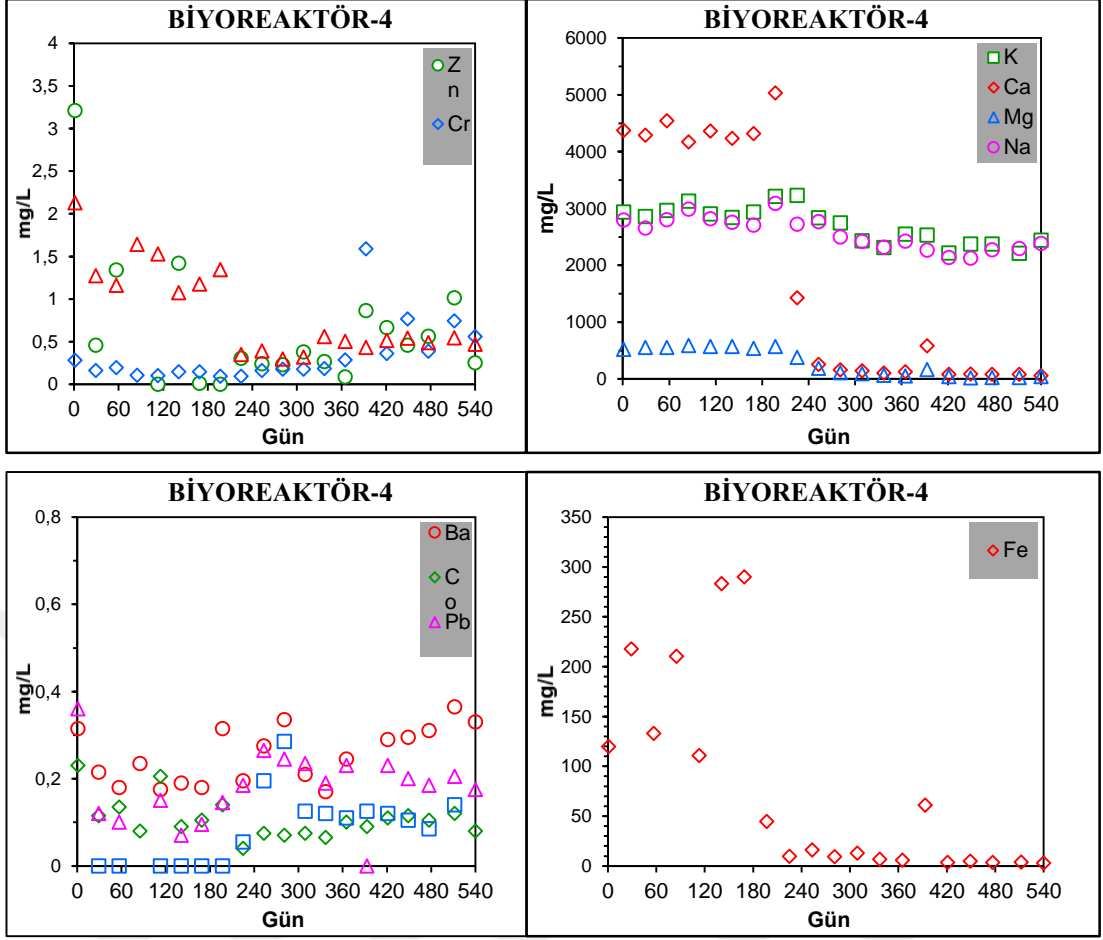 BİYOREAKTÖR-4
4
3,5
3
2,5
2
1,5
1
0,5
0
mg/L
0 60 120 180 240 300 360 420 480 540
Gün
Z
n
Cr
BİYOREAKTÖR-4
6000
5000
4000
3000
2000
1000
0
mg/L
0 60 120 180 240 300 360 420 480 540
Gün
K
Ca
Mg
Na
BİYOREAKTÖR-4
0,8
0,6
0,4
0,2
0
mg/L
0 60 120 180 240 300 360 420 480 540
Gün
Ba
C
o
Pb
BİYOREAKTÖR-4
350
300
250
200
150
100
50
0
mg/L
0 60 120 180 240 300 360 420 480 540
Gün
Fe